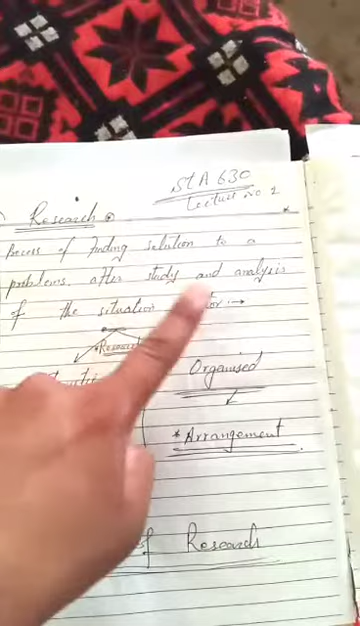 STA 630
Lecture No 2
Research
Process of finding solution to a
problems. after study and analysis
of the situation
Research
Organised
*Arrangement
of Research